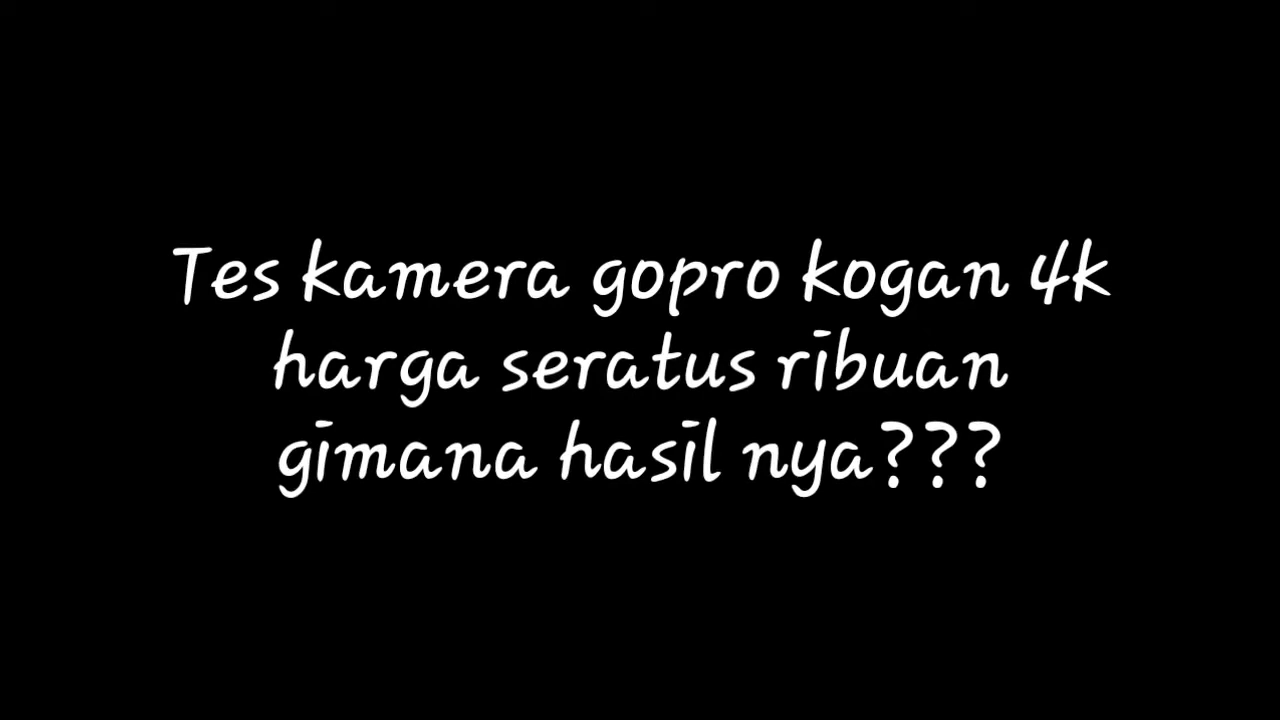 Tes kamera gopro kogan 4k
harga seratus ribuan
gimana hasil nya???